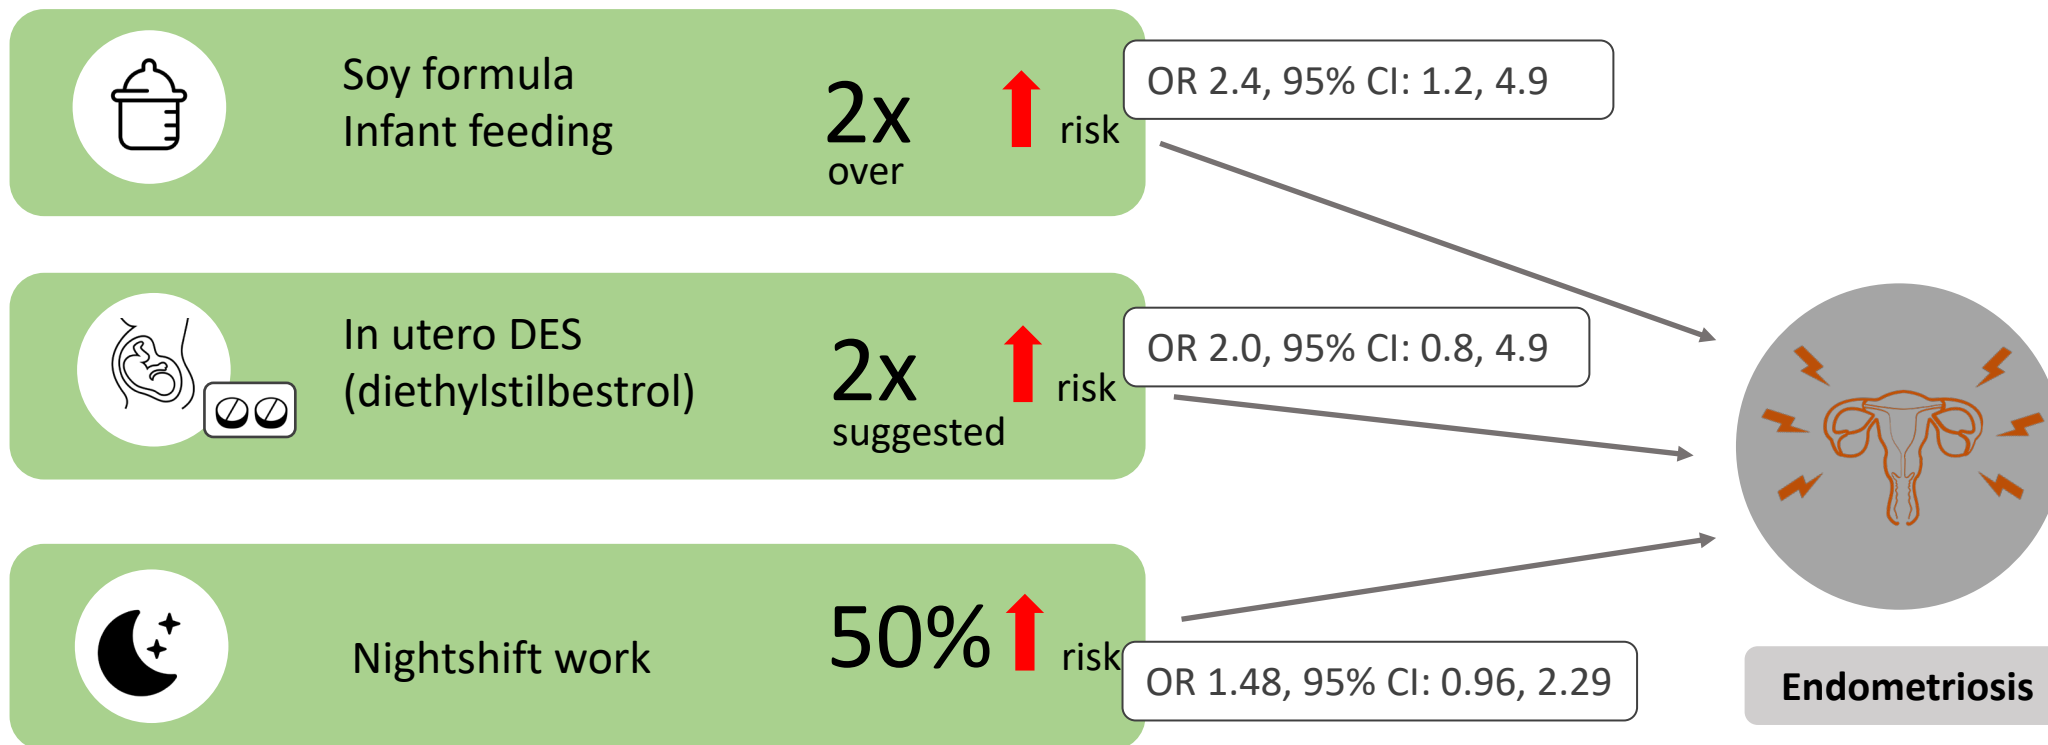 Soy formula
Infant feeding
2x
over
risk
OR 2.4, 95% CI: 1.2, 4.9
In utero DES
(diethylstilbestrol)
2x
suggested
risk
OR 2.0, 95% CI: 0.8, 4.9
Nightshift work
50%
risk
OR 1.48, 95% CI: 0.96, 2.29
Endometriosis